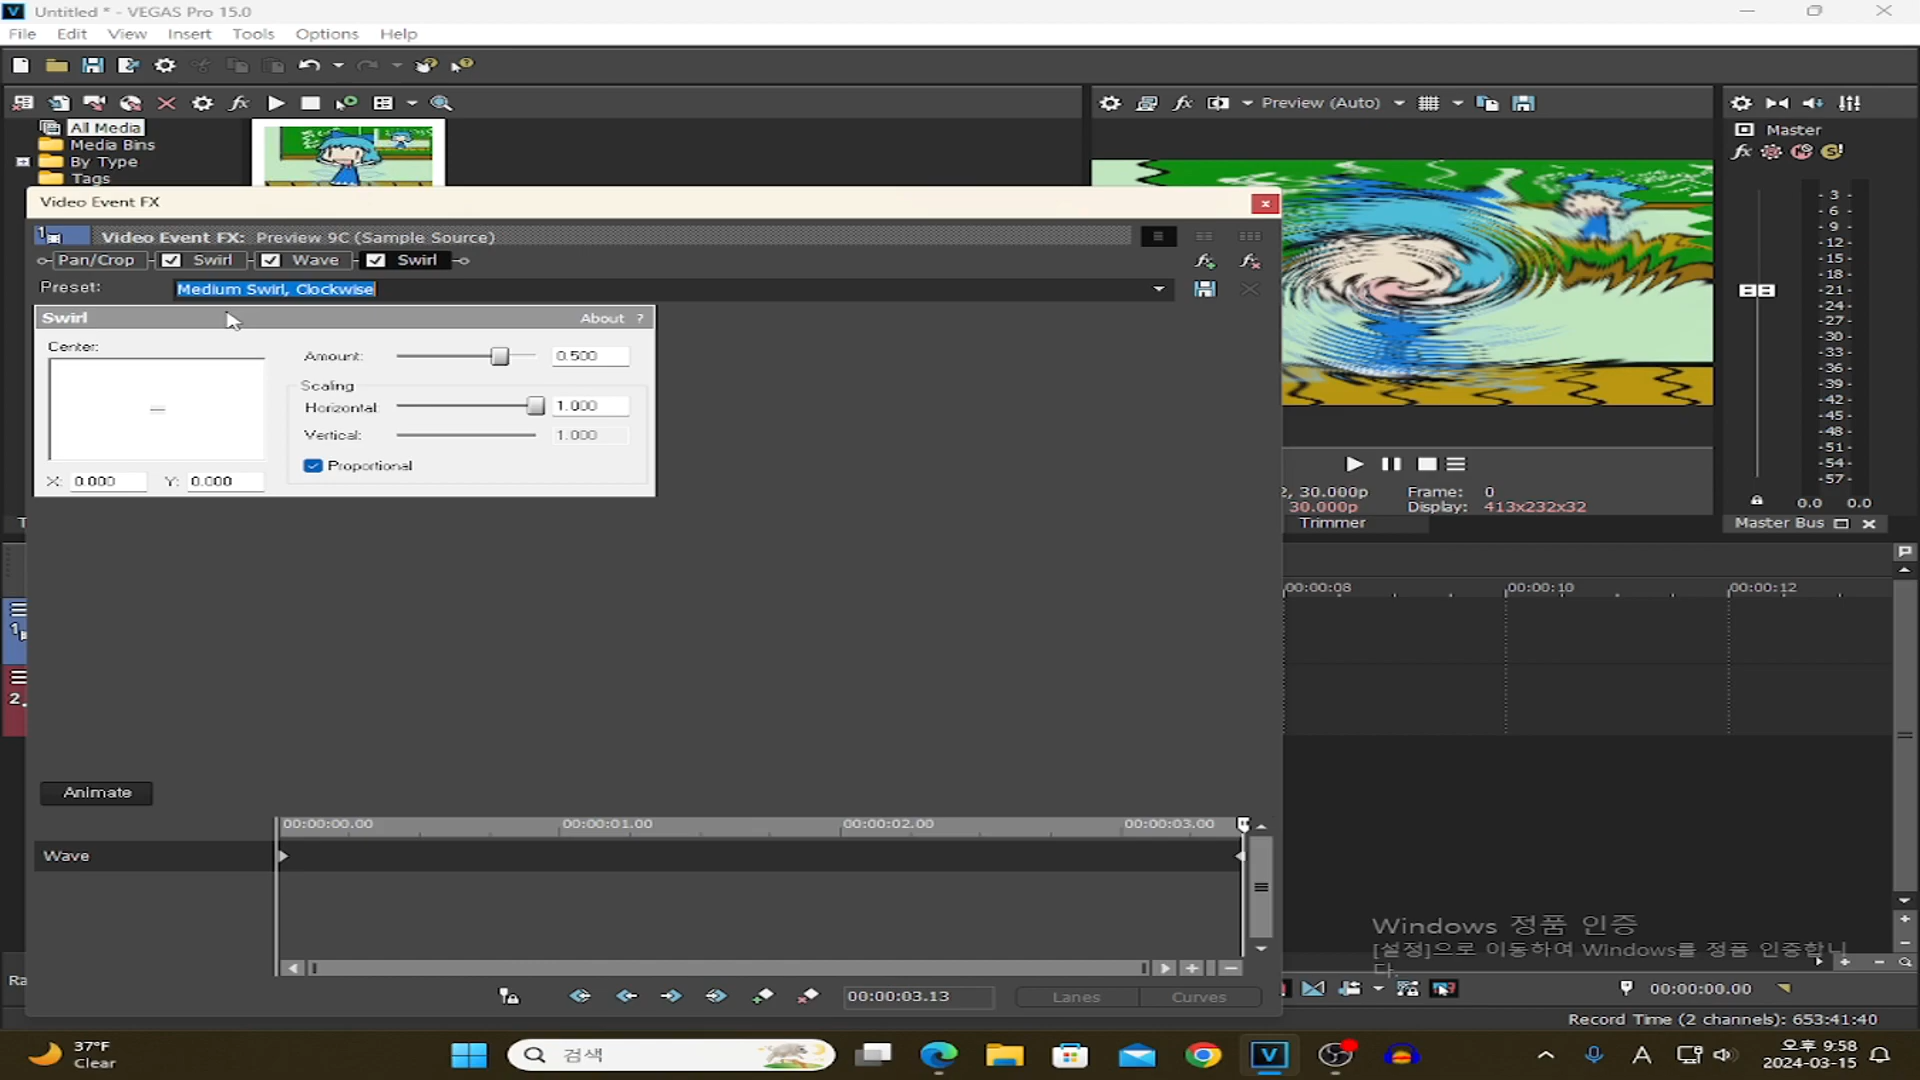 Untitled * - VEGAS Pro 15.0
File Edit View Insert Tools Options Help
Preview (Auto)
All Media
Media Bins
By Type
Tags
Master
Video Event FX
Video Event FX: Preview 9C (Sample Source)
Pan/Crop Swirl Wave Swirl
Preset: Medium Swirl, Clockwise
Swirl About ?
Center:
Amount: 0.500
Scaling
Horizontal: 1.000
Vertical: 1.000
Proportional
X: 0.000 Y: 0.000
-3-
-6-
-9-
-12-
-15-
-18-
-21-
-24-
-27-
-30-
-33-
-36-
-39-
-42-
-45-
-48-
-51-
-54-
-57-
0.0 0.0
2, 30.000p Frame: 0
30.000p Display: 413x232x32
Trimmer
Master Bus
00:00:08 00:00:10 00:00:12
1
2
Animate
00:00:00.00 00:00:01.00 00:00:02.00 00:00:03.00
Wave
Windows 정품 인증
[설정]으로 이동하여 Windows를 정품 인증합니
다.
Ra
00:00:03.13 Lanes Curves
00:00:00.00
Record Time (2 channels): 653:41:40
37°F
Clear
검색
A
오후 9:58
2024-03-15